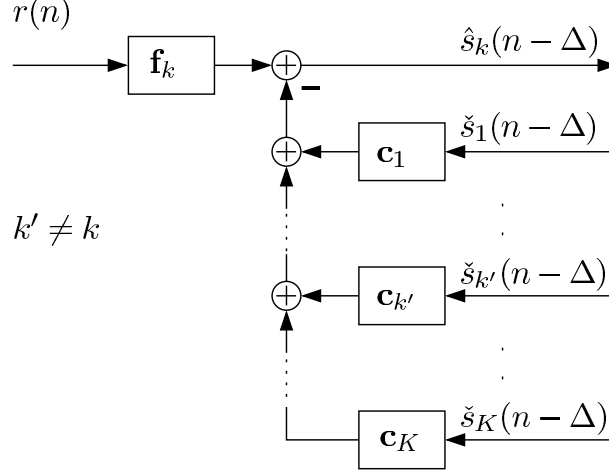 r(n)
f_k
ŝ_k(n − Δ)
−
c_1
š_1(n − Δ)
k′ ≠ k
c_{k′}
š_{k′}(n − Δ)
c_K
š_K(n − Δ)